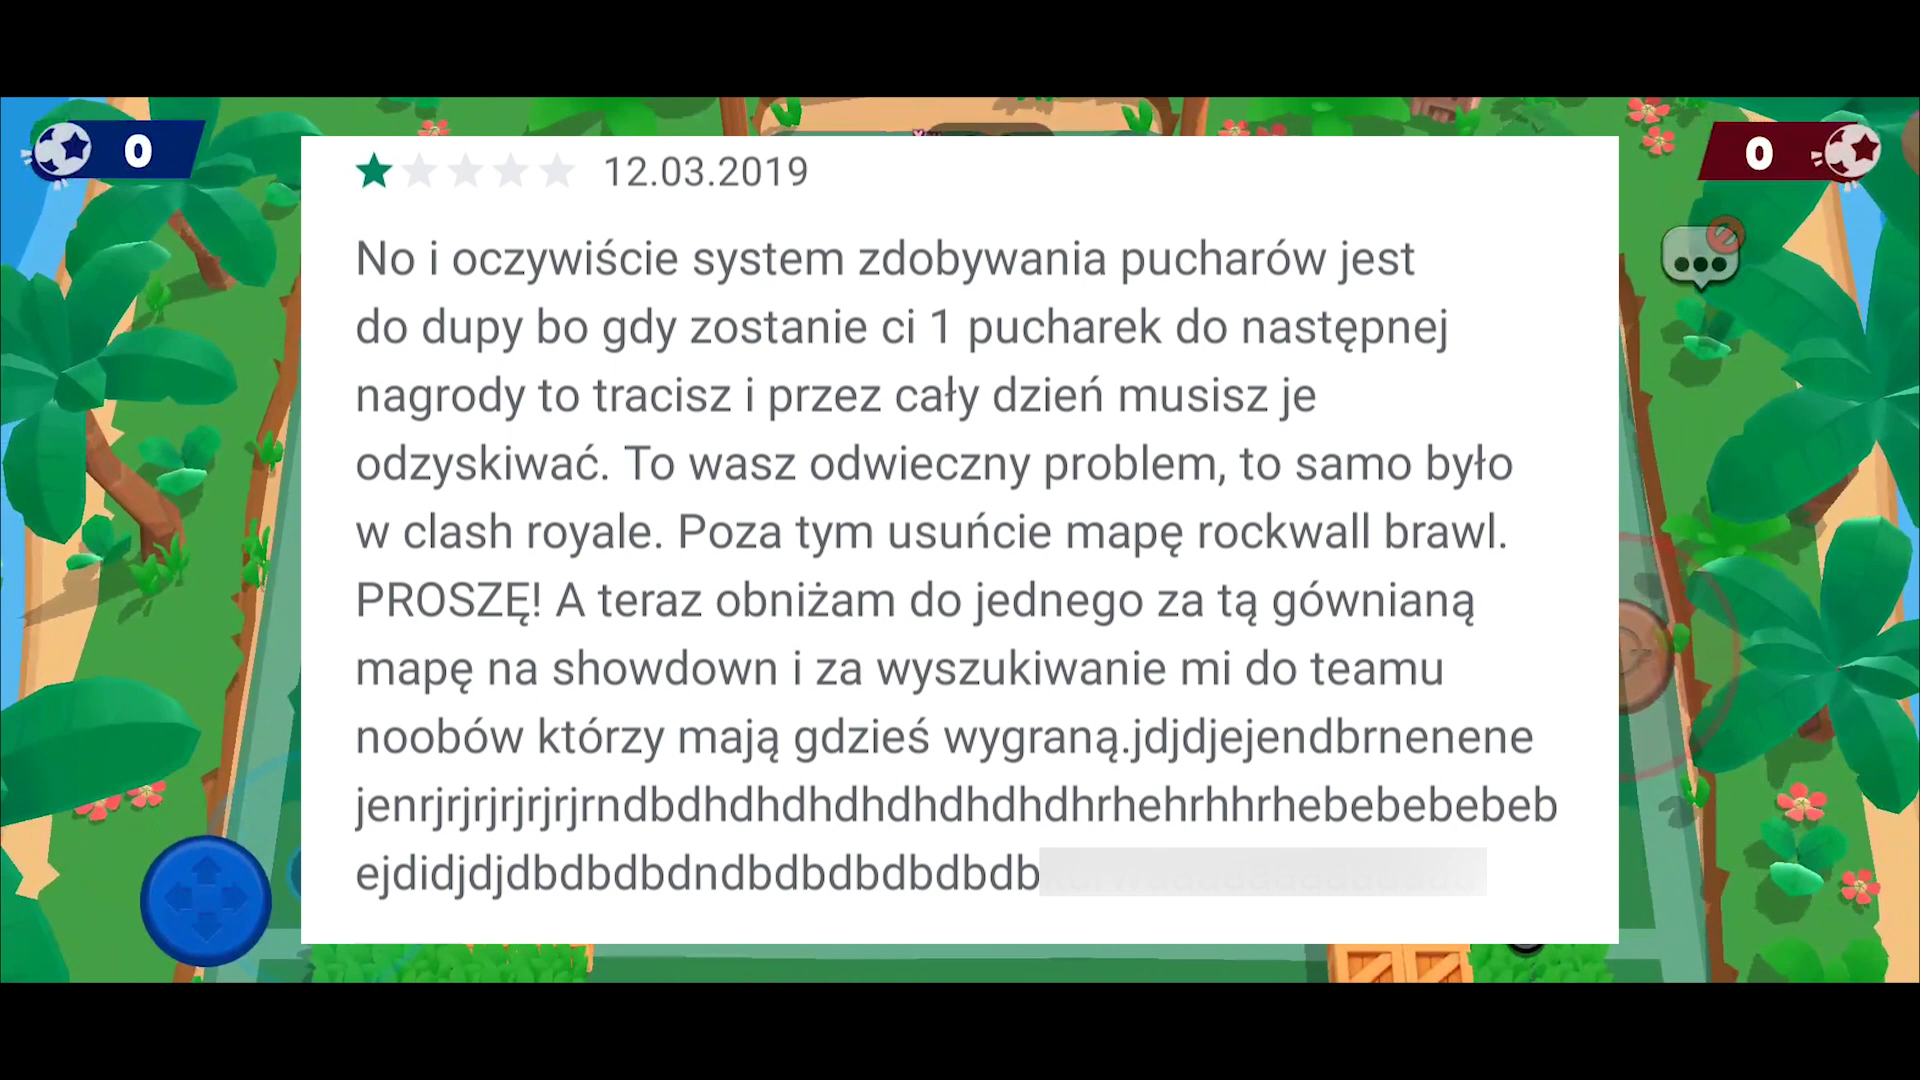 0
0
12.03.2019
No i oczywiście system zdobywania pucharów jest
do dupy bo gdy zostanie ci 1 pucharek do następnej
nagrody to tracisz i przez cały dzień musisz je
odzyskiwać. To wasz odwieczny problem, to samo było
w clash royale. Poza tym usuńcie mapę rockwall brawl.
PROSZĘ! A teraz obniżam do jednego za tą gównianą
mapę na showdown i za wyszukiwanie mi do teamu
noobów którzy mają gdzieś wygraną.jdjdjejendbrnenene
jenrjrjrjrjrjrjrndbdhdhdhdhdhdhdhdhrhehrhhrhebebebebeb
ejdidjdjdbdbdbdndbdbdbdbdbdb